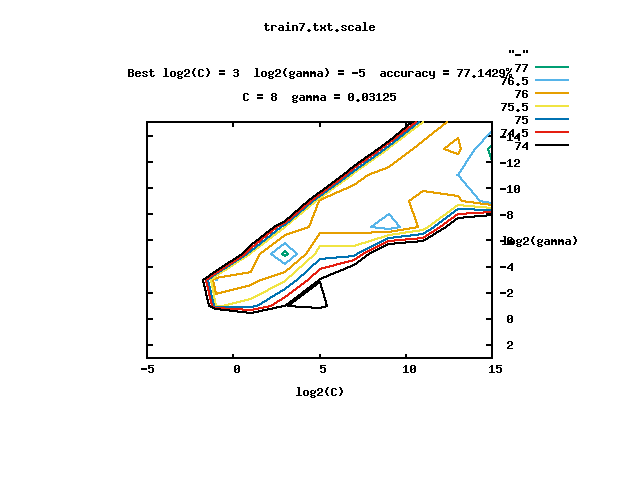 train7.txt.scale
"-"
Best log2(C) = 3  log2(gamma) = -5  accuracy = 77.1429%
77
76.5
C = 8  gamma = 0.03125
76
75.5
75
74.5
74
-14
-12
-10
-8
-6
log2(gamma)
-4
-2
0
2
-5 0 5 10 15
log2(C)